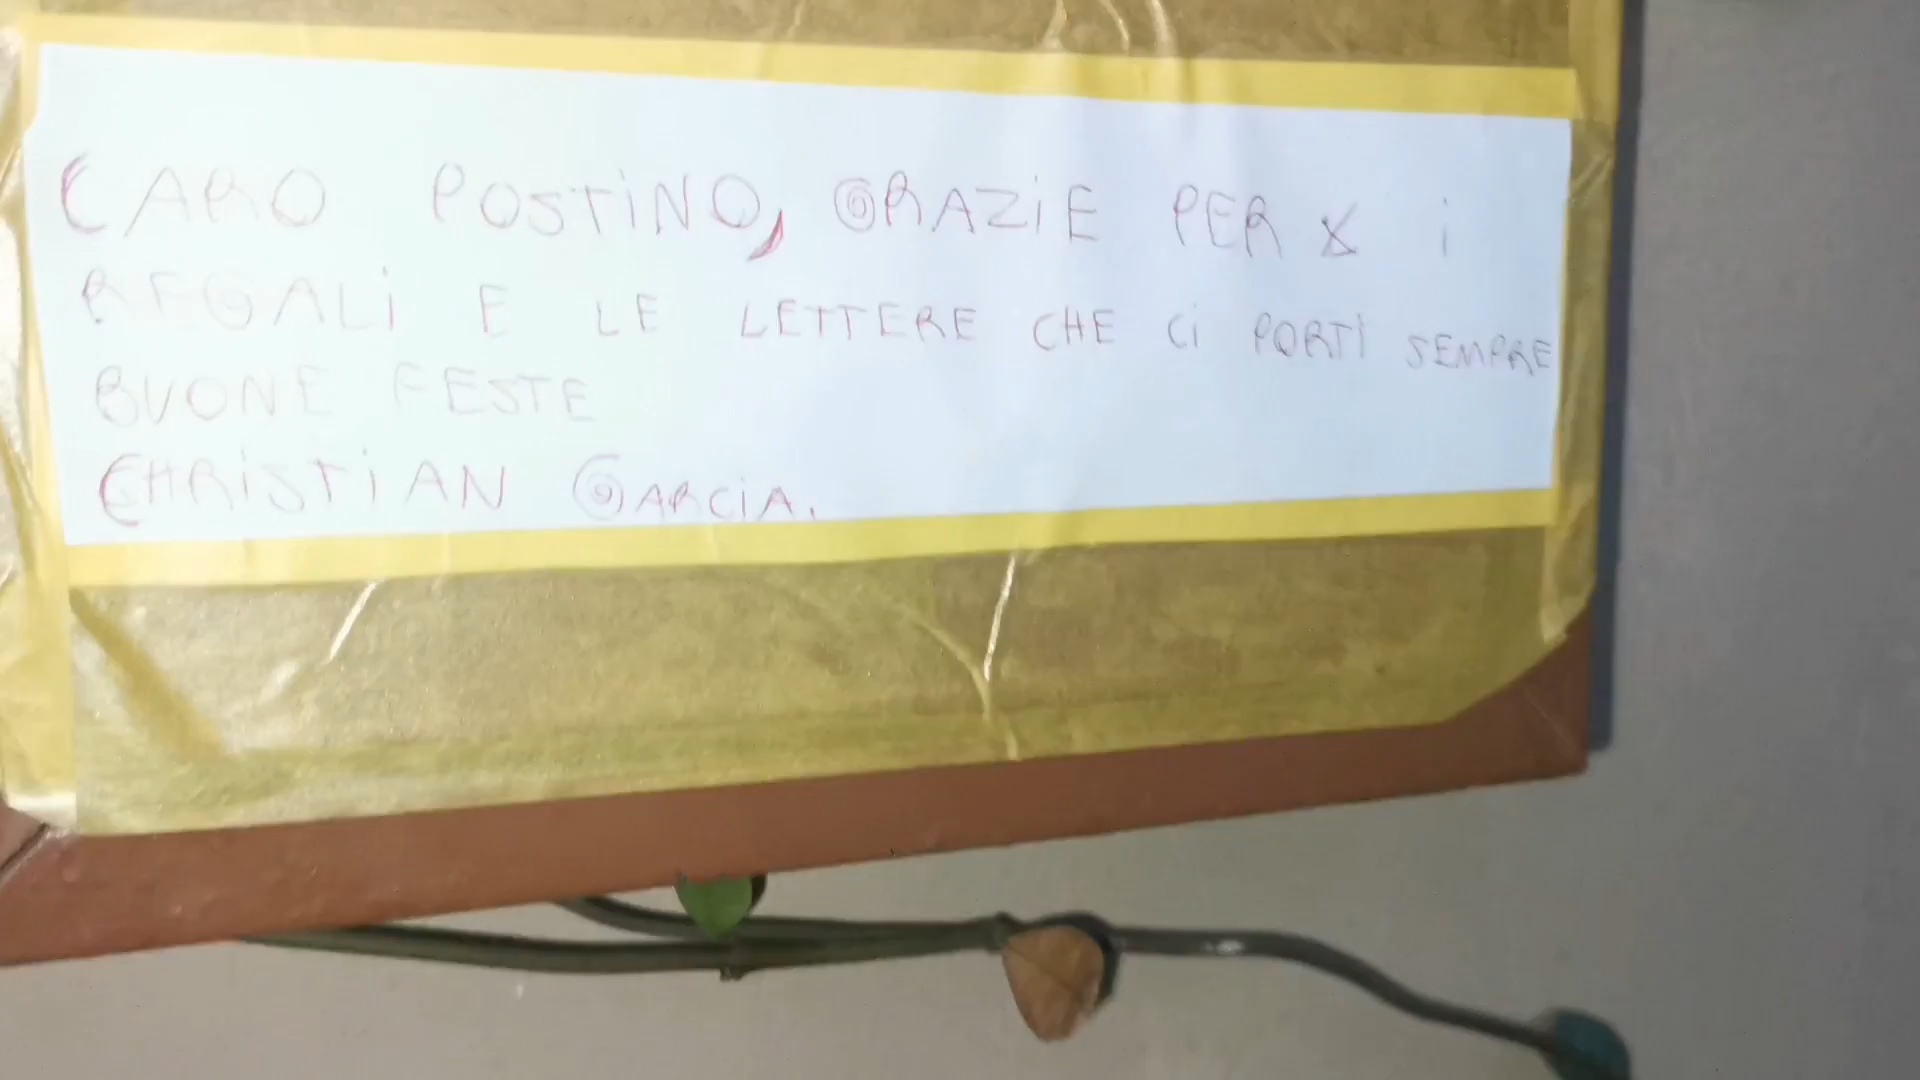 CARO POSTINO, GRAZIE PER X i
REGALi E LE LETTERE CHE Ci PORTi SEMPRE
BUONE FESTE
CHRiSTiAN GARCiA.